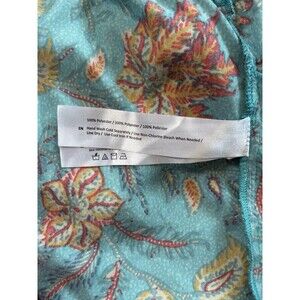 100% Polyester / 100% Polyester / 100% Polyester
EN Hand Wash Cold Separately / Use Non-Chlorine Bleach When Needed /
Line Dry / Use Cool Iron If Needed